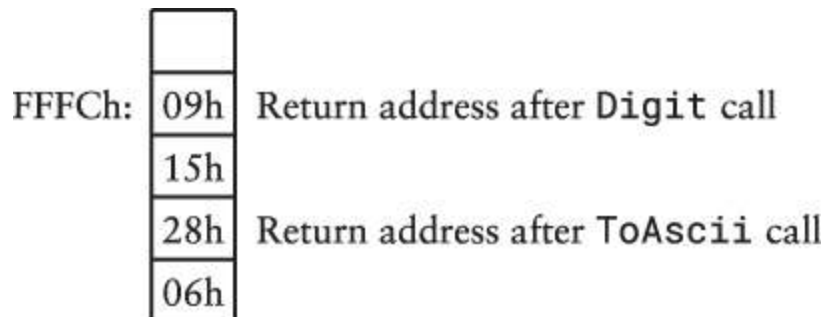 FFFCh: 09h Return address after Digit call
15h
28h Return address after ToAscii call
06h